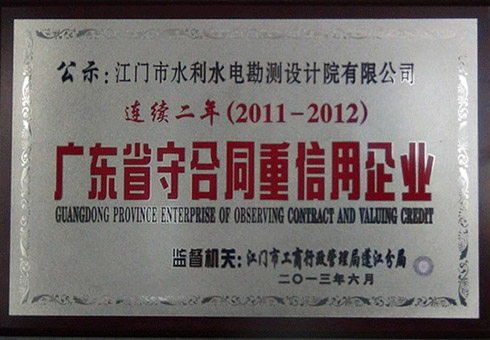 公示:江门市水利水电勘测设计院有限公司
连续二年(2011-2012)
广东省守合同重信用企业
GUANGDONG PROVINCE ENTERPRISE OF OBSERVING CONTRACT AND VALUING CREDIT
监督机关:江门市工商行政管理局蓬江分局
二〇一三年六月